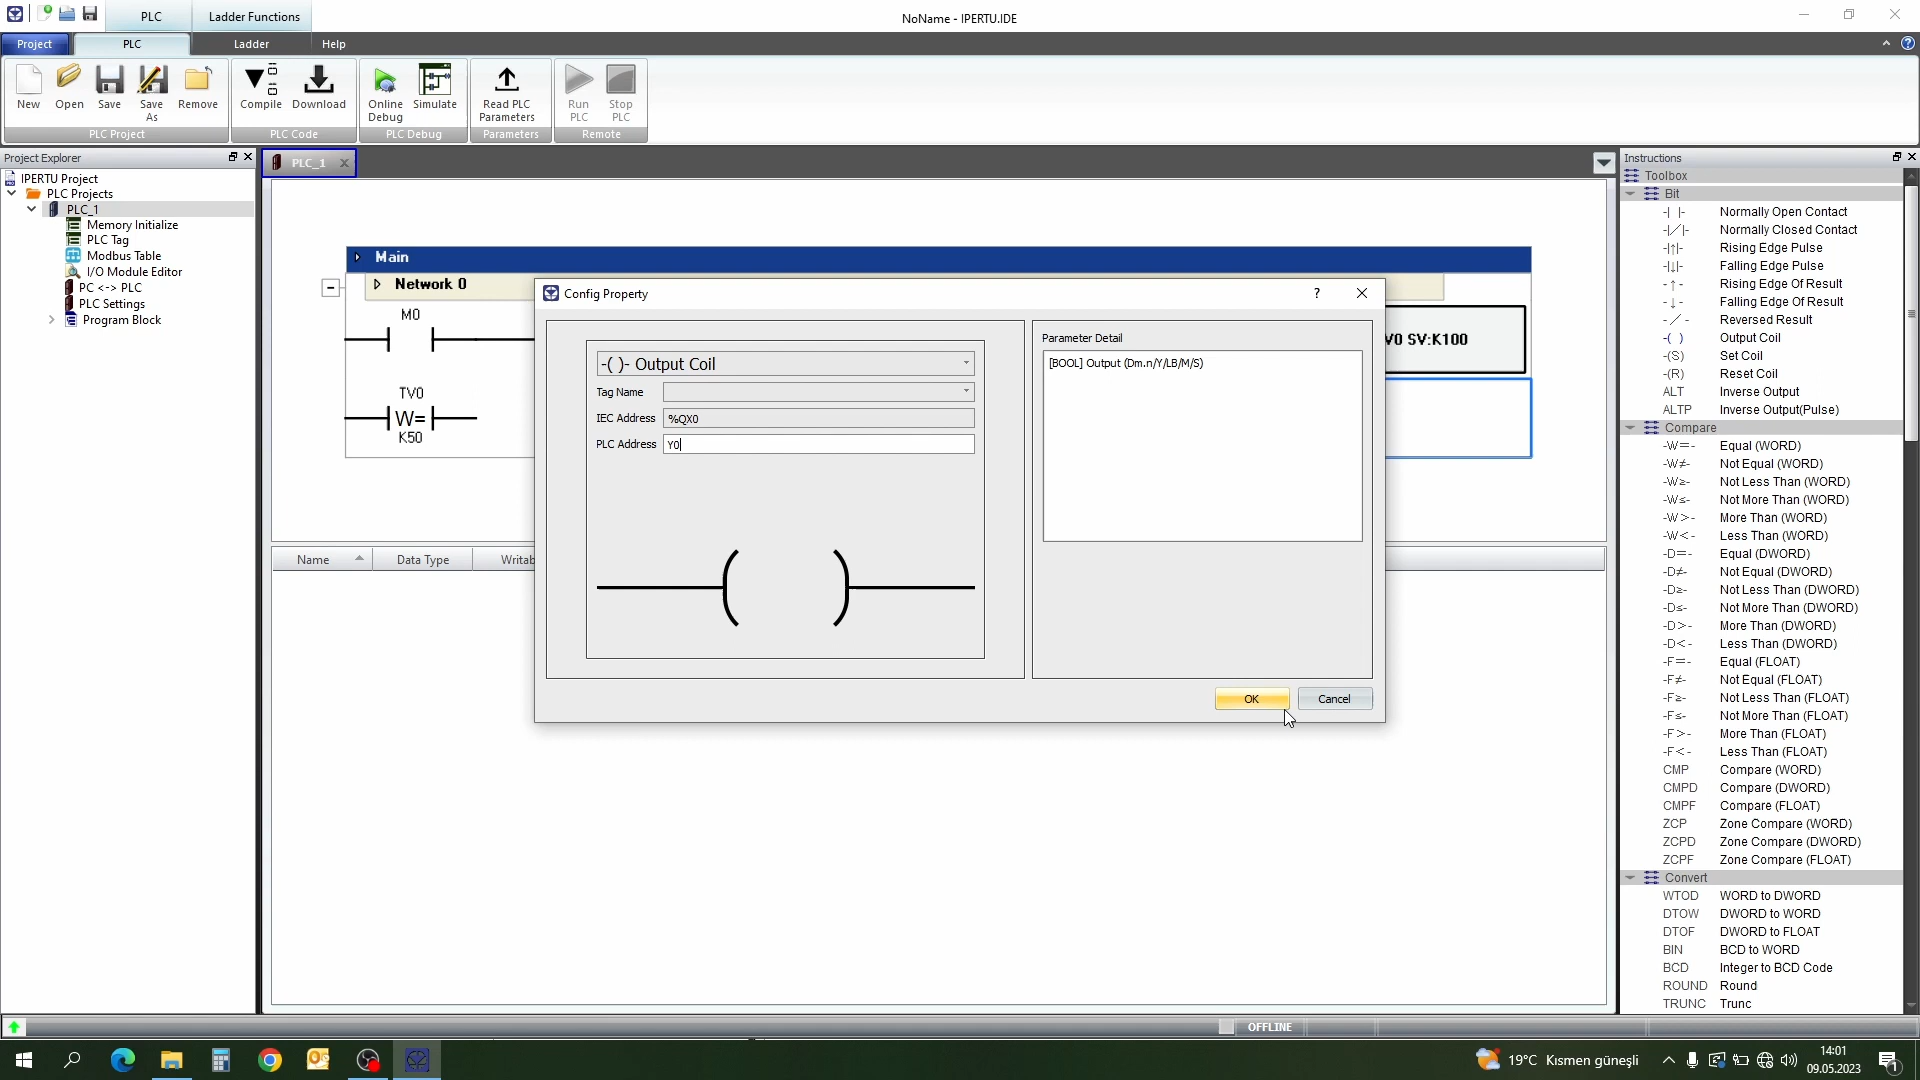 PLC
Ladder Functions
NoName - IPERTU.IDE
Project
PLC
Ladder
Help
New
Open
Save
Save As
Remove
Compile
Download
Online Debug
Simulate
Read PLC Parameters
Run PLC
Stop PLC
PLC Project
PLC Code
PLC Debug
Parameters
Remote
Project Explorer
IPERTU Project
PLC Projects
PLC_1
Memory Initialize
PLC Tag
Modbus Table
I/O Module Editor
PC <-> PLC
PLC Settings
Program Block
PLC_1
Main
Network 0
M0
V0 SV:K100
TV0
W=
K50
Name
Data Type
Writab
Config Property
-( )- Output Coil
Tag Name
IEC Address %QX0
PLC Address Y0
Parameter Detail
[BOOL] Output (Dm.n/Y/LB/M/S)
OK
Cancel
Instructions
Toolbox
Bit
-| |- Normally Open Contact
-|/|- Normally Closed Contact
-|↑|- Rising Edge Pulse
-|↓|- Falling Edge Pulse
-↑- Rising Edge Of Result
-↓- Falling Edge Of Result
-/- Reversed Result
-( ) Output Coil
-(S) Set Coil
-(R) Reset Coil
ALT Inverse Output
ALTP Inverse Output(Pulse)
Compare
-W=- Equal (WORD)
-W≠- Not Equal (WORD)
-W≥- Not Less Than (WORD)
-W≤- Not More Than (WORD)
-W>- More Than (WORD)
-W<- Less Than (WORD)
-D=- Equal (DWORD)
-D≠- Not Equal (DWORD)
-D≥- Not Less Than (DWORD)
-D≤- Not More Than (DWORD)
-D>- More Than (DWORD)
-D<- Less Than (DWORD)
-F=- Equal (FLOAT)
-F≠- Not Equal (FLOAT)
-F≥- Not Less Than (FLOAT)
-F≤- Not More Than (FLOAT)
-F>- More Than (FLOAT)
-F<- Less Than (FLOAT)
CMP Compare (WORD)
CMPD Compare (DWORD)
CMPF Compare (FLOAT)
ZCP Zone Compare (WORD)
ZCPD Zone Compare (DWORD)
ZCPF Zone Compare (FLOAT)
Convert
WTOD WORD to DWORD
DTOW DWORD to WORD
DTOF DWORD to FLOAT
BIN BCD to WORD
BCD Integer to BCD Code
ROUND Round
TRUNC Trunc
OFFLINE
19°C Kısmen güneşli
14:01
09.05.2023
1